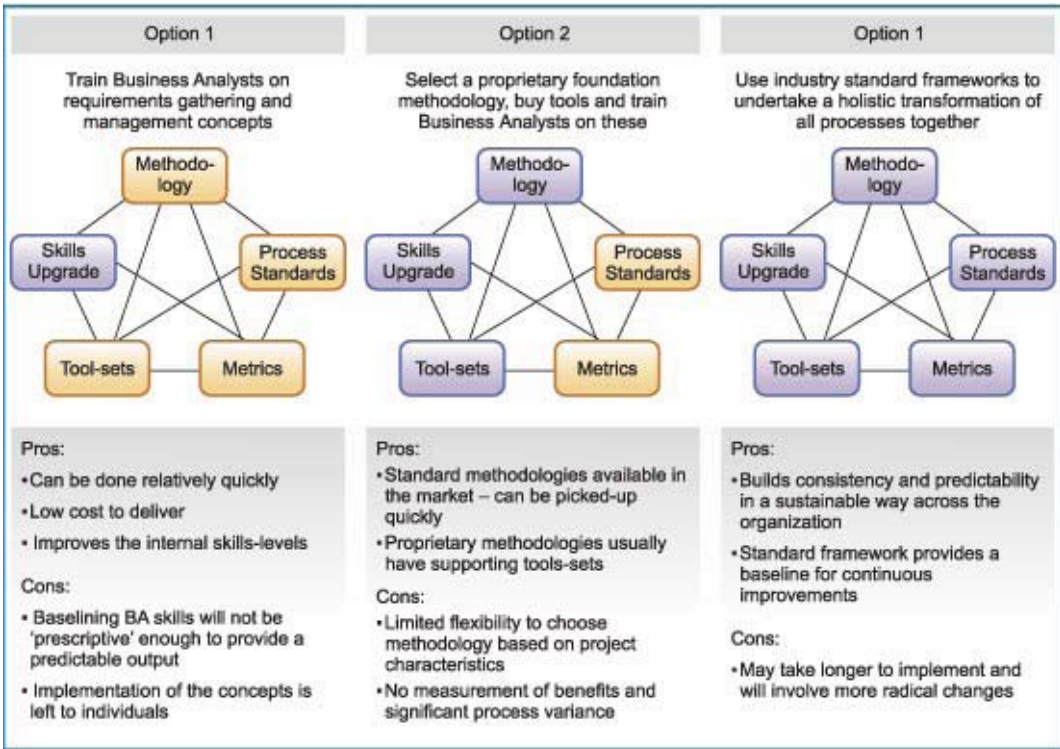 Option 1
Train Business Analysts on
requirements gathering and
management concepts
Methodo-
logy
Skills
Upgrade
Process
Standards
Tool-sets
Metrics
Pros:
•Can be done relatively quickly
•Low cost to deliver
• Improves the internal skills-levels
Cons:
• Baselining BA skills will not be
'prescriptive' enough to provide a
predictable output
• Implementation of the concepts is
left to individuals
Option 2
Select a proprietary foundation
methodology, buy tools and train
Business Analysts on these
Methodo-
logy
Skills
Upgrade
Process
Standards
Tool-sets
Metrics
Pros:
•Standard methodologies available in
the market – can be picked-up
quickly
•Proprietary methodologies usually
have supporting tools-sets
Cons:
•Limited flexibility to choose
methodology based on project
characteristics
•No measurement of benefits and
significant process variance
Option 1
Use industry standard frameworks to
undertake a holistic transformation of
all processes together
Methodo-
logy
Skills
Upgrade
Process
Standards
Tool-sets
Metrics
Pros:
•Builds consistency and predictability
in a sustainable way across the
organization
•Standard framework provides a
baseline for continuous
improvements
Cons:
•May take longer to implement and
will involve more radical changes